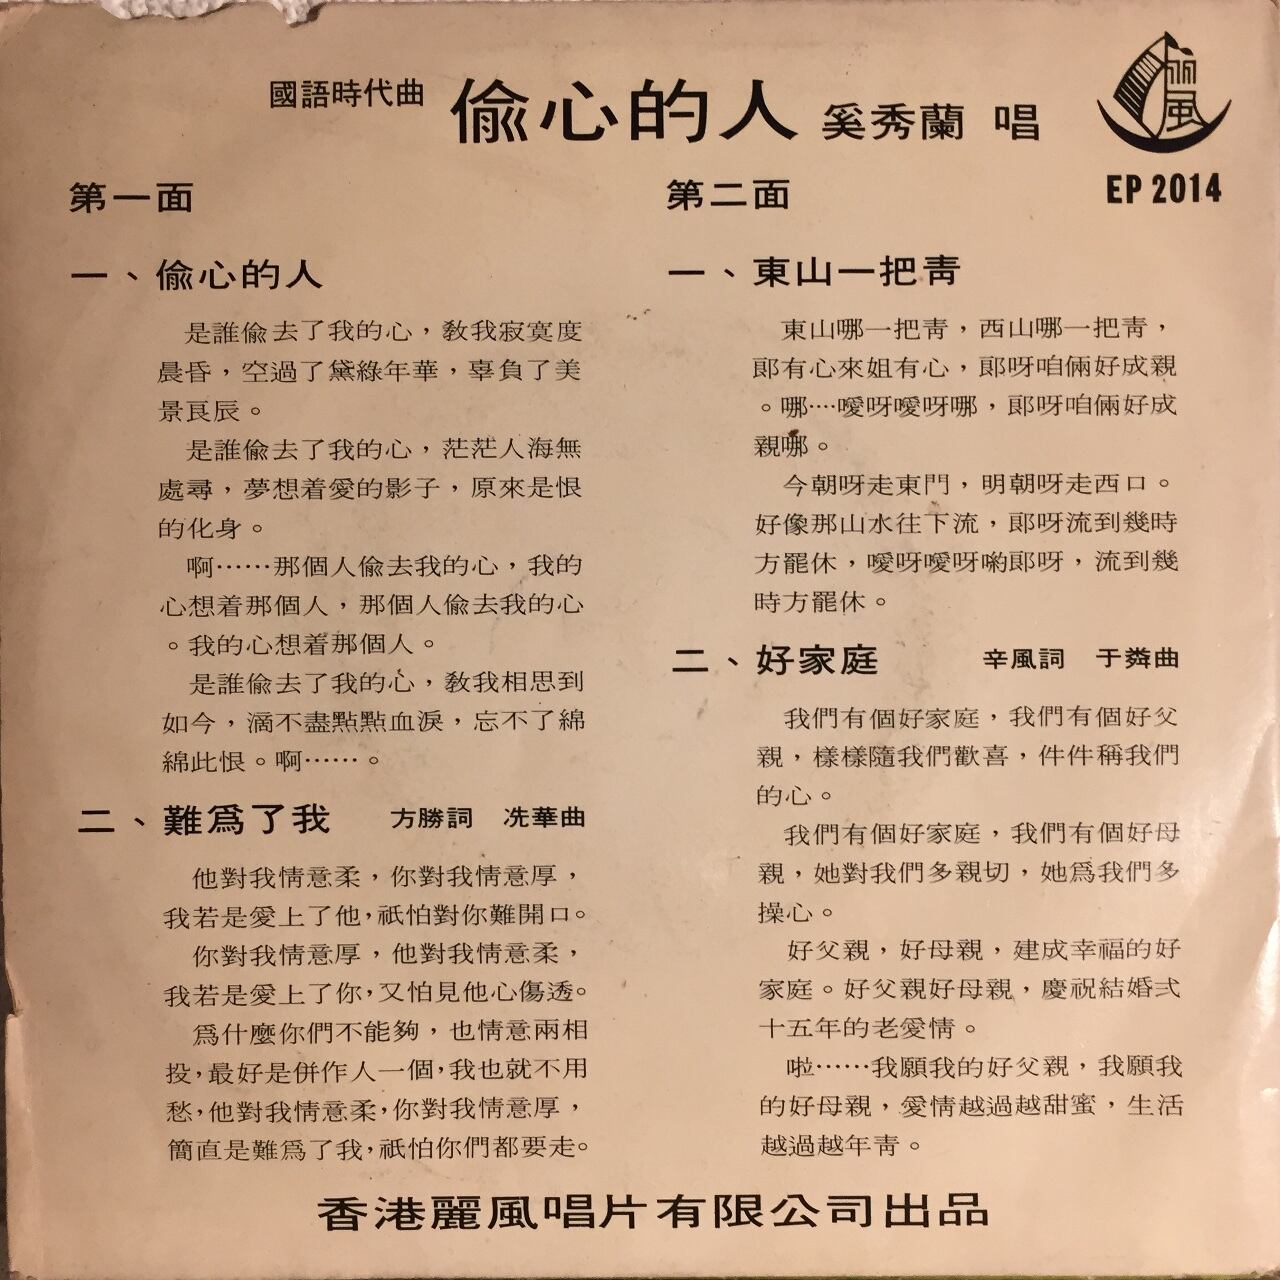 國語時代曲 偷心的人 奚秀蘭 唱
麗風
EP 2014
第一面
一、偷心的人
是誰偷去了我的心，敎我寂寞度
晨昏，空過了黛綠年華，辜負了美
景良辰。
是誰偷去了我的心，茫茫人海無
處尋，夢想着愛的影子，原來是恨
的化身。
啊……那個人偷去我的心，我的
心想着那個人，那個人偷去我的心
。我的心想着那個人。
是誰偷去了我的心，敎我相思到
如今，滴不盡點點血淚，忘不了綿
綿此恨。啊……。
二、難爲了我 方勝詞 冼華曲
他對我情意柔，你對我情意厚，
我若是愛上了他，祇怕對你難開口。
你對我情意厚，他對我情意柔，
我若是愛上了你，又怕見他心傷透。
爲什麼你們不能夠，也情意兩相
投，最好是併作人一個，我也就不用
愁，他對我情意柔，你對我情意厚，
簡直是難爲了我，祇怕你們都要走。
第二面
一、東山一把靑
東山哪一把靑，西山哪一把靑，
郎有心來姐有心，郎呀咱倆好成親
。哪····噯呀噯呀哪，郎呀咱倆好成
親哪。
今朝呀走東門，明朝呀走西口。
好像那山水往下流，郎呀流到幾時
方罷休，噯呀噯呀喲郎呀，流到幾
時方罷休。
二、好家庭 辛風詞 于粦曲
我們有個好家庭，我們有個好父
親，樣樣隨我們歡喜，件件稱我們
的心。
我們有個好家庭，我們有個好母
親，她對我們多親切，她爲我們多
操心。
好父親，好母親，建成幸福的好
家庭。好父親好母親，慶祝結婚弍
十五年的老愛情。
啦……我願我的好父親，我願我
的好母親，愛情越過越甜蜜，生活
越過越年靑。
香港麗風唱片有限公司出品